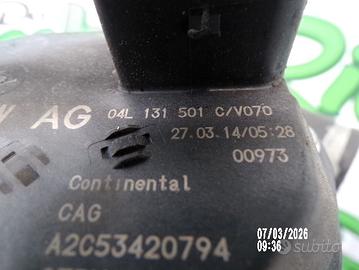 AG 04L 131 501 C/V070
27.03.14/05:28
00973
Continental
CAG
A2C53420794
07/03/2026
09:36
subito